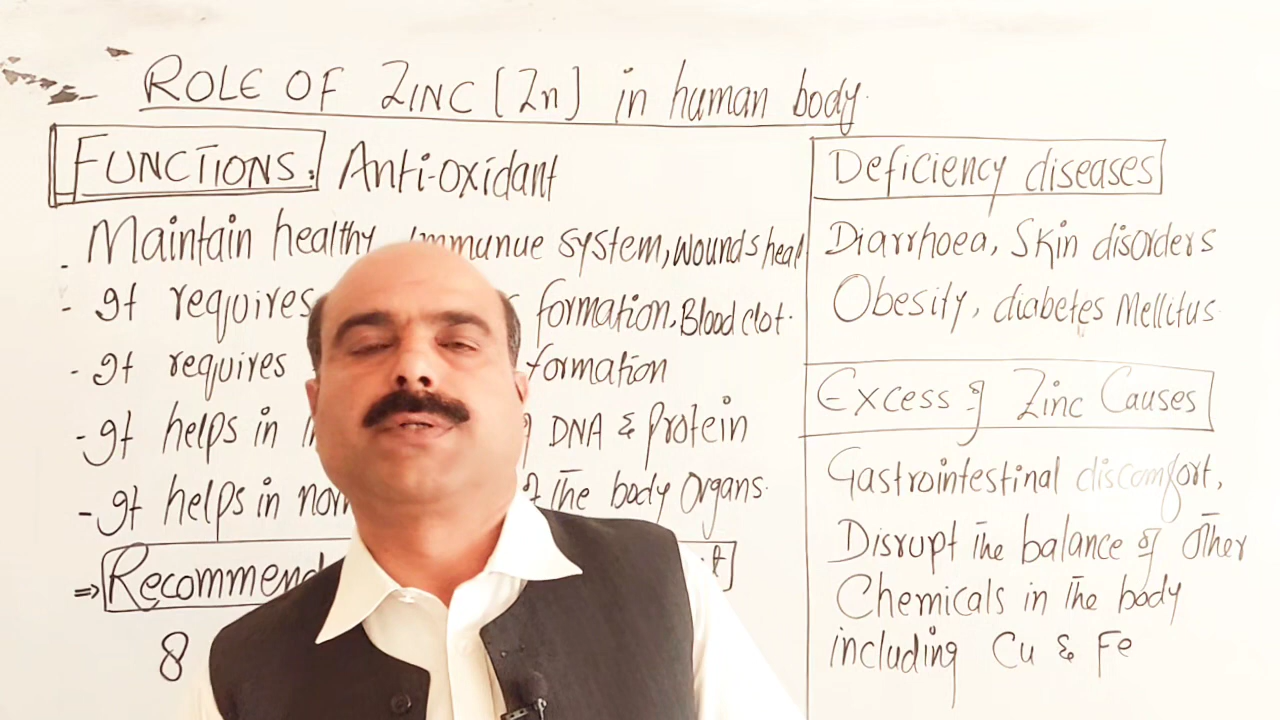 ROLE OF ZINC [Zn] in human body.
FUNCTIONS: Anti-oxidant
- Maintain healthy Immunue system, wounds heal
- It requires formation, Blood clot.
- It requires formation
- It helps in DNA & protein
- It helps in of the body organs.
⇒ Recommend
8
Deficiency diseases
Diarrhoea, Skin disorders
Obesity, diabetes Mellitus.
Excess of Zinc Causes
Gastrointestinal discomfort,
Disrupt the balance of other
Chemicals in the body
including Cu & Fe